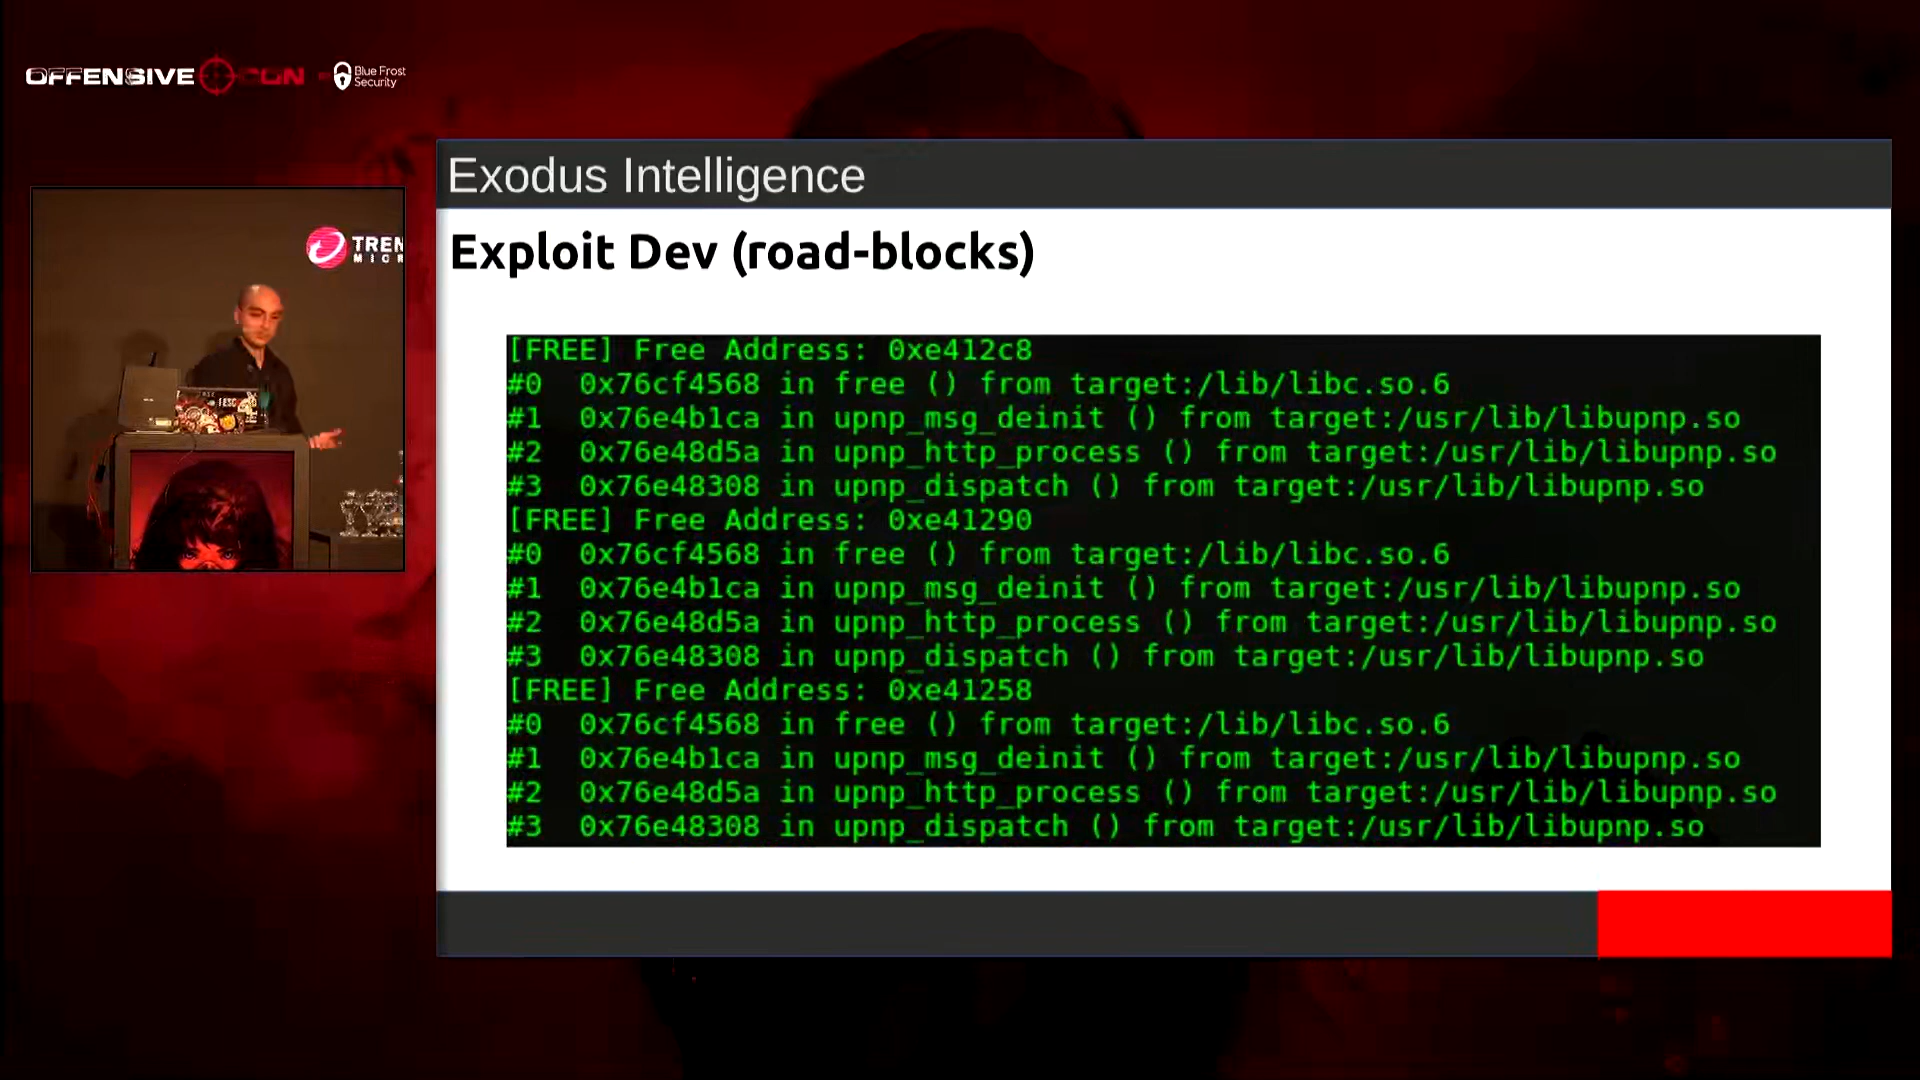 OFFENSIVE CON
Blue Frost
Security
TREN
MICR
Exodus Intelligence
Exploit Dev (road-blocks)
[FREE] Free Address: 0xe412c8
#0 0x76cf4568 in free () from target:/lib/libc.so.6
#1 0x76e4b1ca in upnp_msg_deinit () from target:/usr/lib/libupnp.so
#2 0x76e48d5a in upnp_http_process () from target:/usr/lib/libupnp.so
#3 0x76e48308 in upnp_dispatch () from target:/usr/lib/libupnp.so
[FREE] Free Address: 0xe41290
#0 0x76cf4568 in free () from target:/lib/libc.so.6
#1 0x76e4b1ca in upnp_msg_deinit () from target:/usr/lib/libupnp.so
#2 0x76e48d5a in upnp_http_process () from target:/usr/lib/libupnp.so
#3 0x76e48308 in upnp_dispatch () from target:/usr/lib/libupnp.so
[FREE] Free Address: 0xe41258
#0 0x76cf4568 in free () from target:/lib/libc.so.6
#1 0x76e4b1ca in upnp_msg_deinit () from target:/usr/lib/libupnp.so
#2 0x76e48d5a in upnp_http_process () from target:/usr/lib/libupnp.so
#3 0x76e48308 in upnp_dispatch () from target:/usr/lib/libupnp.so